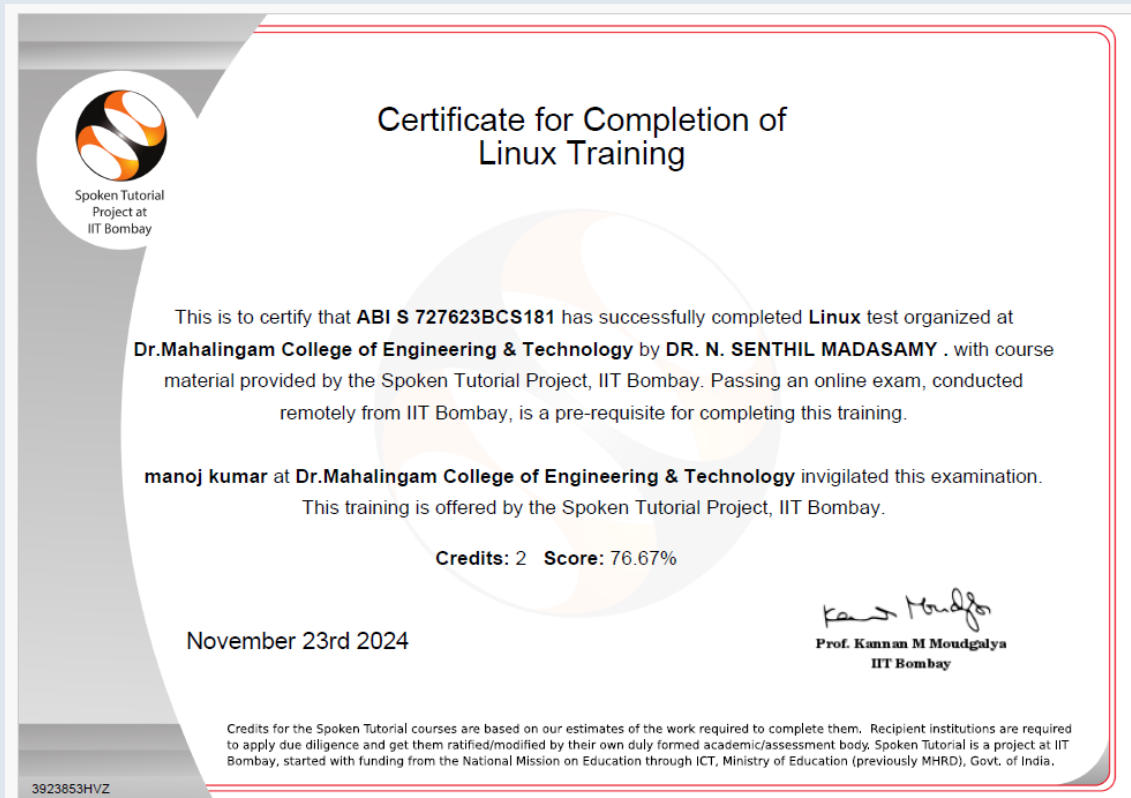 Spoken Tutorial
Project at
IIT Bombay
Certificate for Completion of
Linux Training
This is to certify that ABI S 727623BCS181 has successfully completed Linux test organized at
Dr.Mahalingam College of Engineering & Technology by DR. N. SENTHIL MADASAMY . with course
material provided by the Spoken Tutorial Project, IIT Bombay. Passing an online exam, conducted
remotely from IIT Bombay, is a pre-requisite for completing this training.
manoj kumar at Dr.Mahalingam College of Engineering & Technology invigilated this examination.
This training is offered by the Spoken Tutorial Project, IIT Bombay.
Credits: 2 Score: 76.67%
November 23rd 2024
Prof. Kannan M Moudgalya
IIT Bombay
Credits for the Spoken Tutorial courses are based on our estimates of the work required to complete them. Recipient institutions are required
to apply due diligence and get them ratified/modified by their own duly formed academic/assessment body. Spoken Tutorial is a project at IIT
Bombay, started with funding from the National Mission on Education through ICT, Ministry of Education (previously MHRD), Govt. of India.
3923853HVZ